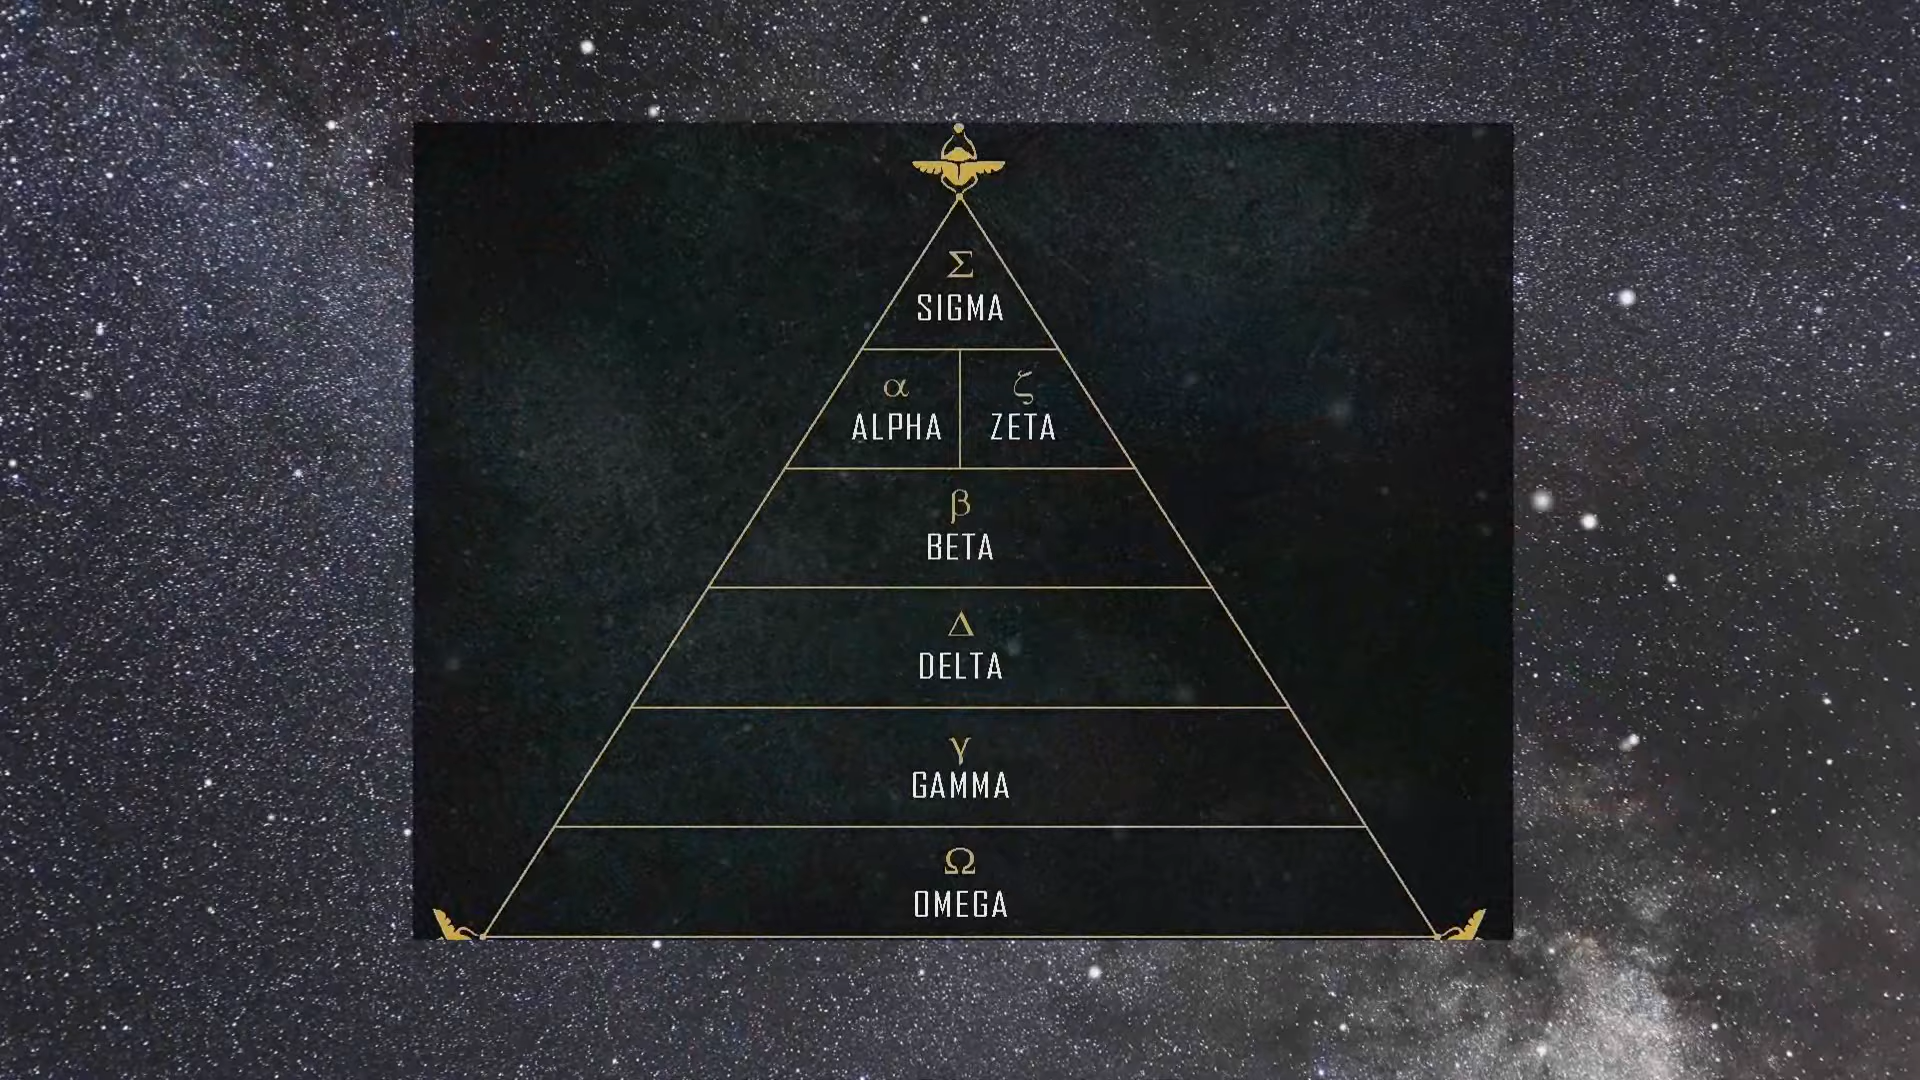 Σ
SIGMA
α ζ
ALPHA ZETA
β
BETA
Δ
DELTA
γ
GAMMA
Ω
OMEGA